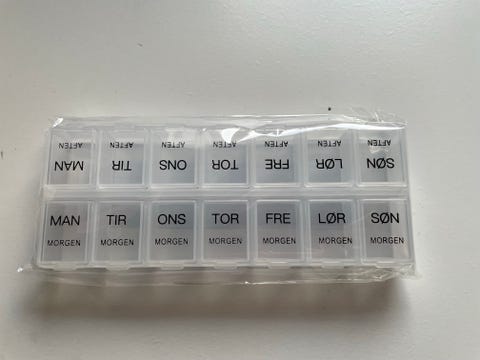 AFTEN AFTEN AFTEN AFTEN AFTEN AFTEN AFTEN
MAN TIR ONS TOR FRE LØR SØN
MAN TIR ONS TOR FRE LØR SØN
MORGEN MORGEN MORGEN MORGEN MORGEN MORGEN MORGEN